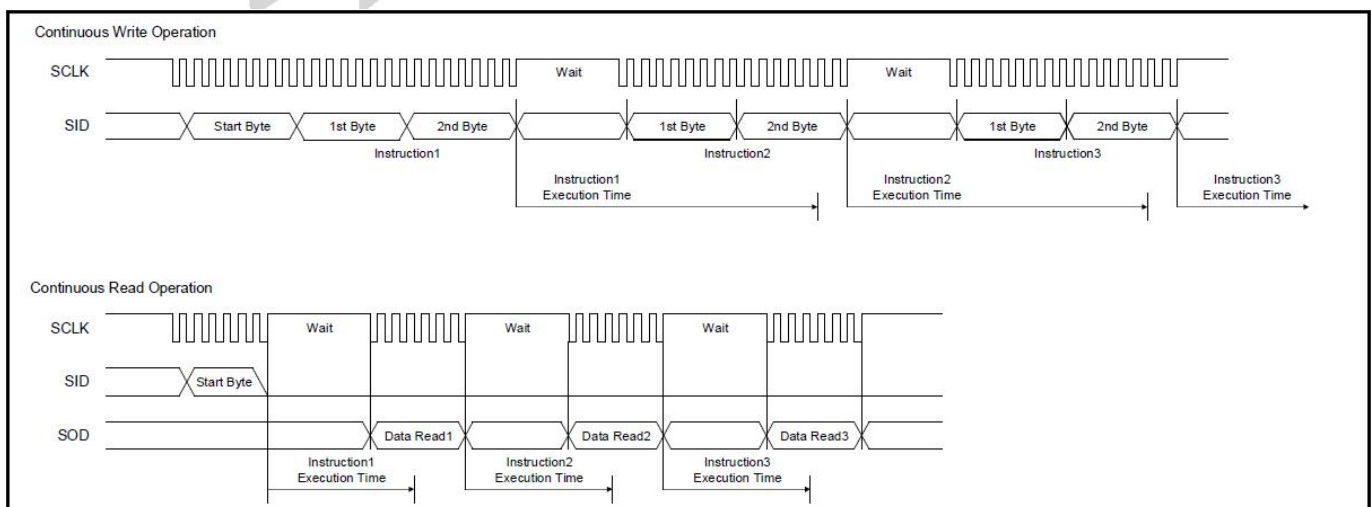 Continuous Write Operation
SCLK Wait Wait
SID Start Byte 1st Byte 2nd Byte 1st Byte 2nd Byte 1st Byte 2nd Byte
Instruction1 Instruction2 Instruction3
Instruction1 Instruction2 Instruction3
Execution Time Execution Time Execution Time
Continuous Read Operation
SCLK Wait Wait Wait
SID Start Byte
SOD Data Read1 Data Read2 Data Read3
Instruction1 Instruction2 Instruction3
Execution Time Execution Time Execution Time